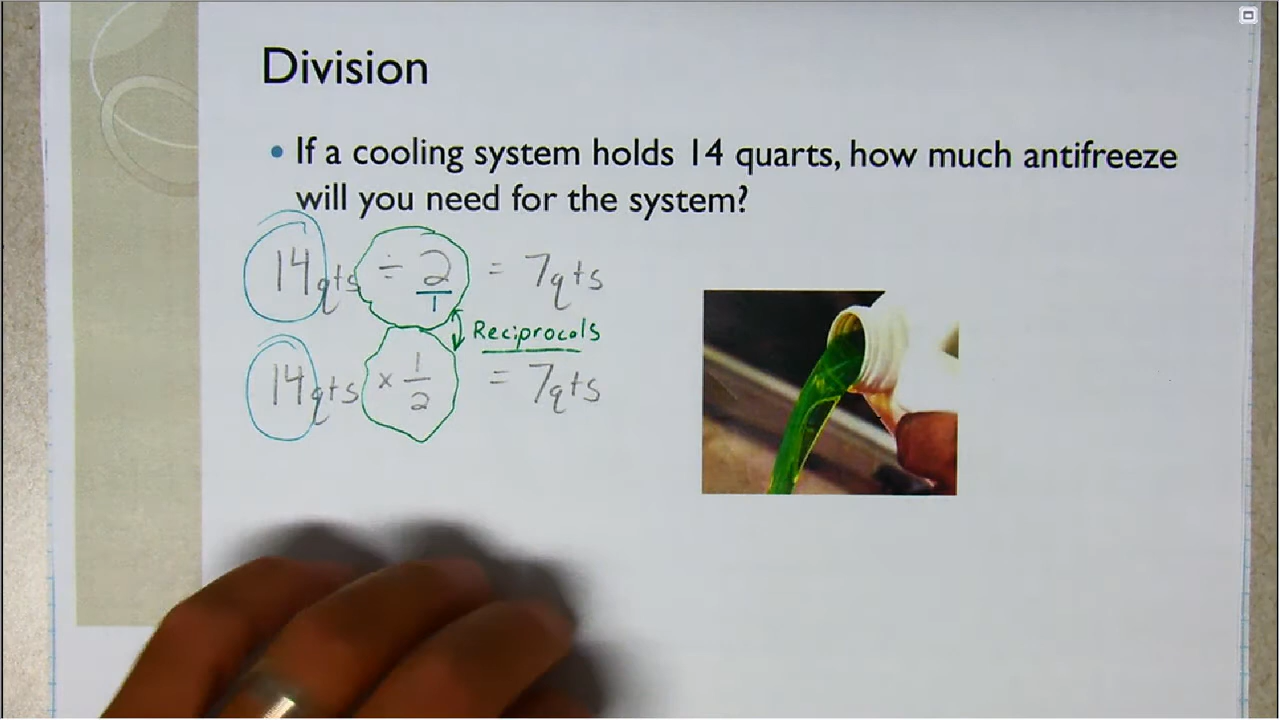 Division
• If a cooling system holds 14 quarts, how much antifreeze
will you need for the system?
14qts ÷ 2/1 = 7qts
Reciprocals
14qts × 1/2 = 7qts